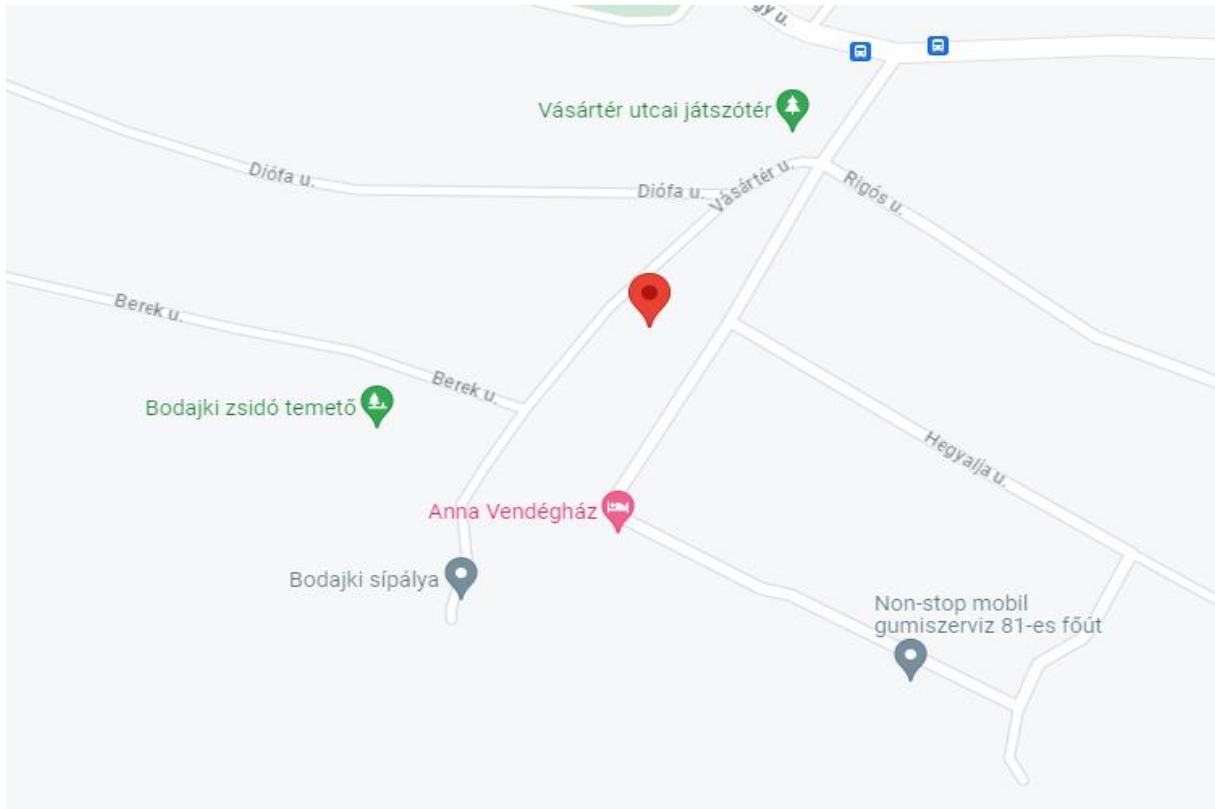 gy u.
Vásártér utcai játszótér
Diófa u.
Diófa u.
Vásártér u.
Rigós u.
Berek u.
Berek u.
Bodajki zsidó temető
Hegyalja u.
Anna Vendégház
Bodajki sípálya
Non-stop mobil
gumiszerviz 81-es főút